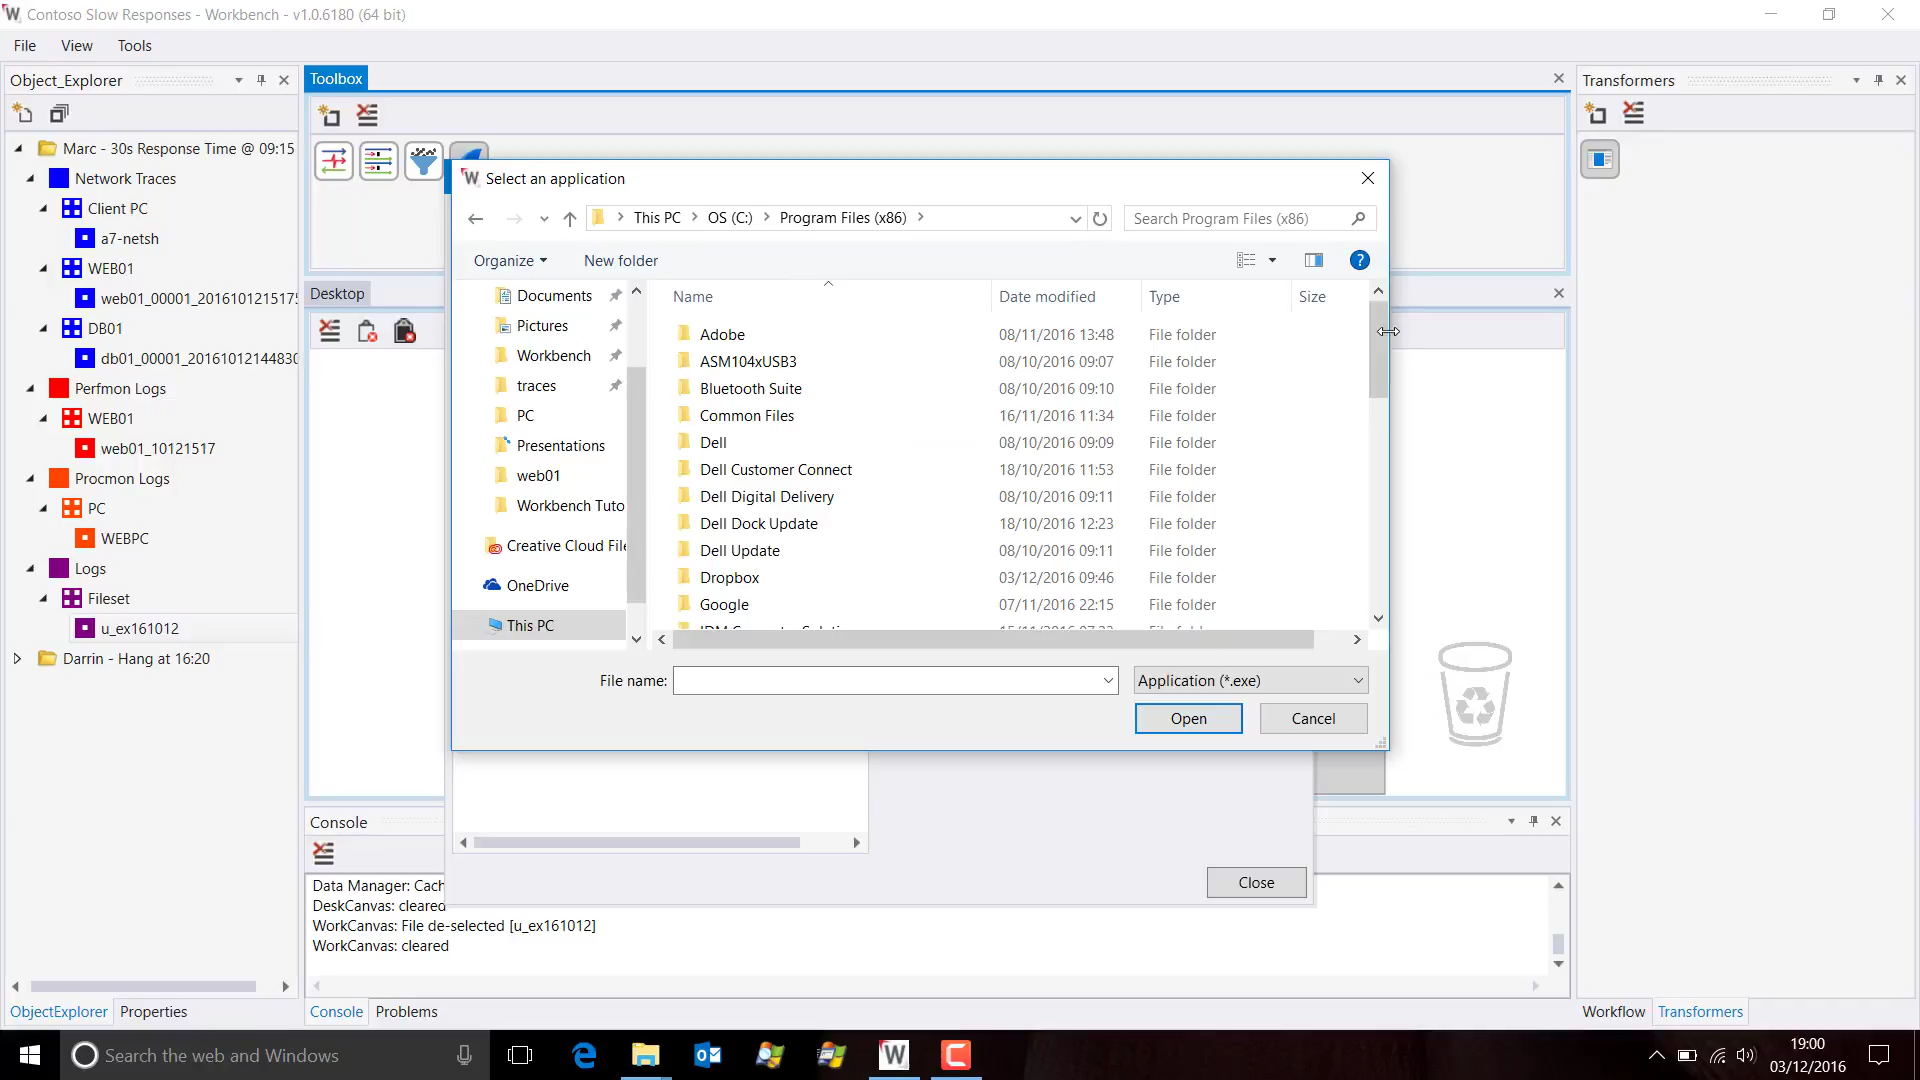 Contoso Slow Responses - Workbench - v1.0.6180 (64 bit)
File View Tools
Object_Explorer
Marc - 30s Response Time @ 09:15
Network Traces
Client PC
a7-netsh
WEB01
web01_00001_2016101215175
DB01
db01_00001_20161012144830
Perfmon Logs
WEB01
web01_10121517
Procmon Logs
PC
WEBPC
Logs
Fileset
u_ex161012
Darrin - Hang at 16:20
ObjectExplorer Properties
Toolbox
Desktop
Select an application
This PC OS (C:) Program Files (x86)
Search Program Files (x86)
Organize New folder
Documents
Pictures
Workbench
traces
PC
Presentations
web01
Workbench Tuto
Creative Cloud File
OneDrive
This PC
Name Date modified Type Size
Adobe 08/11/2016 13:48 File folder
ASM104xUSB3 08/10/2016 09:07 File folder
Bluetooth Suite 08/10/2016 09:10 File folder
Common Files 16/11/2016 11:34 File folder
Dell 08/10/2016 09:09 File folder
Dell Customer Connect 18/10/2016 11:53 File folder
Dell Digital Delivery 08/10/2016 09:11 File folder
Dell Dock Update 18/10/2016 12:23 File folder
Dell Update 08/10/2016 09:11 File folder
Dropbox 03/12/2016 09:46 File folder
Google 07/11/2016 22:15 File folder
File name: Application (*.exe)
Open Cancel
Close
Console
Data Manager: Cach
DeskCanvas: cleared
WorkCanvas: File de-selected [u_ex161012]
WorkCanvas: cleared
Console Problems
Transformers
Workflow Transformers
Search the web and Windows
19:00
03/12/2016